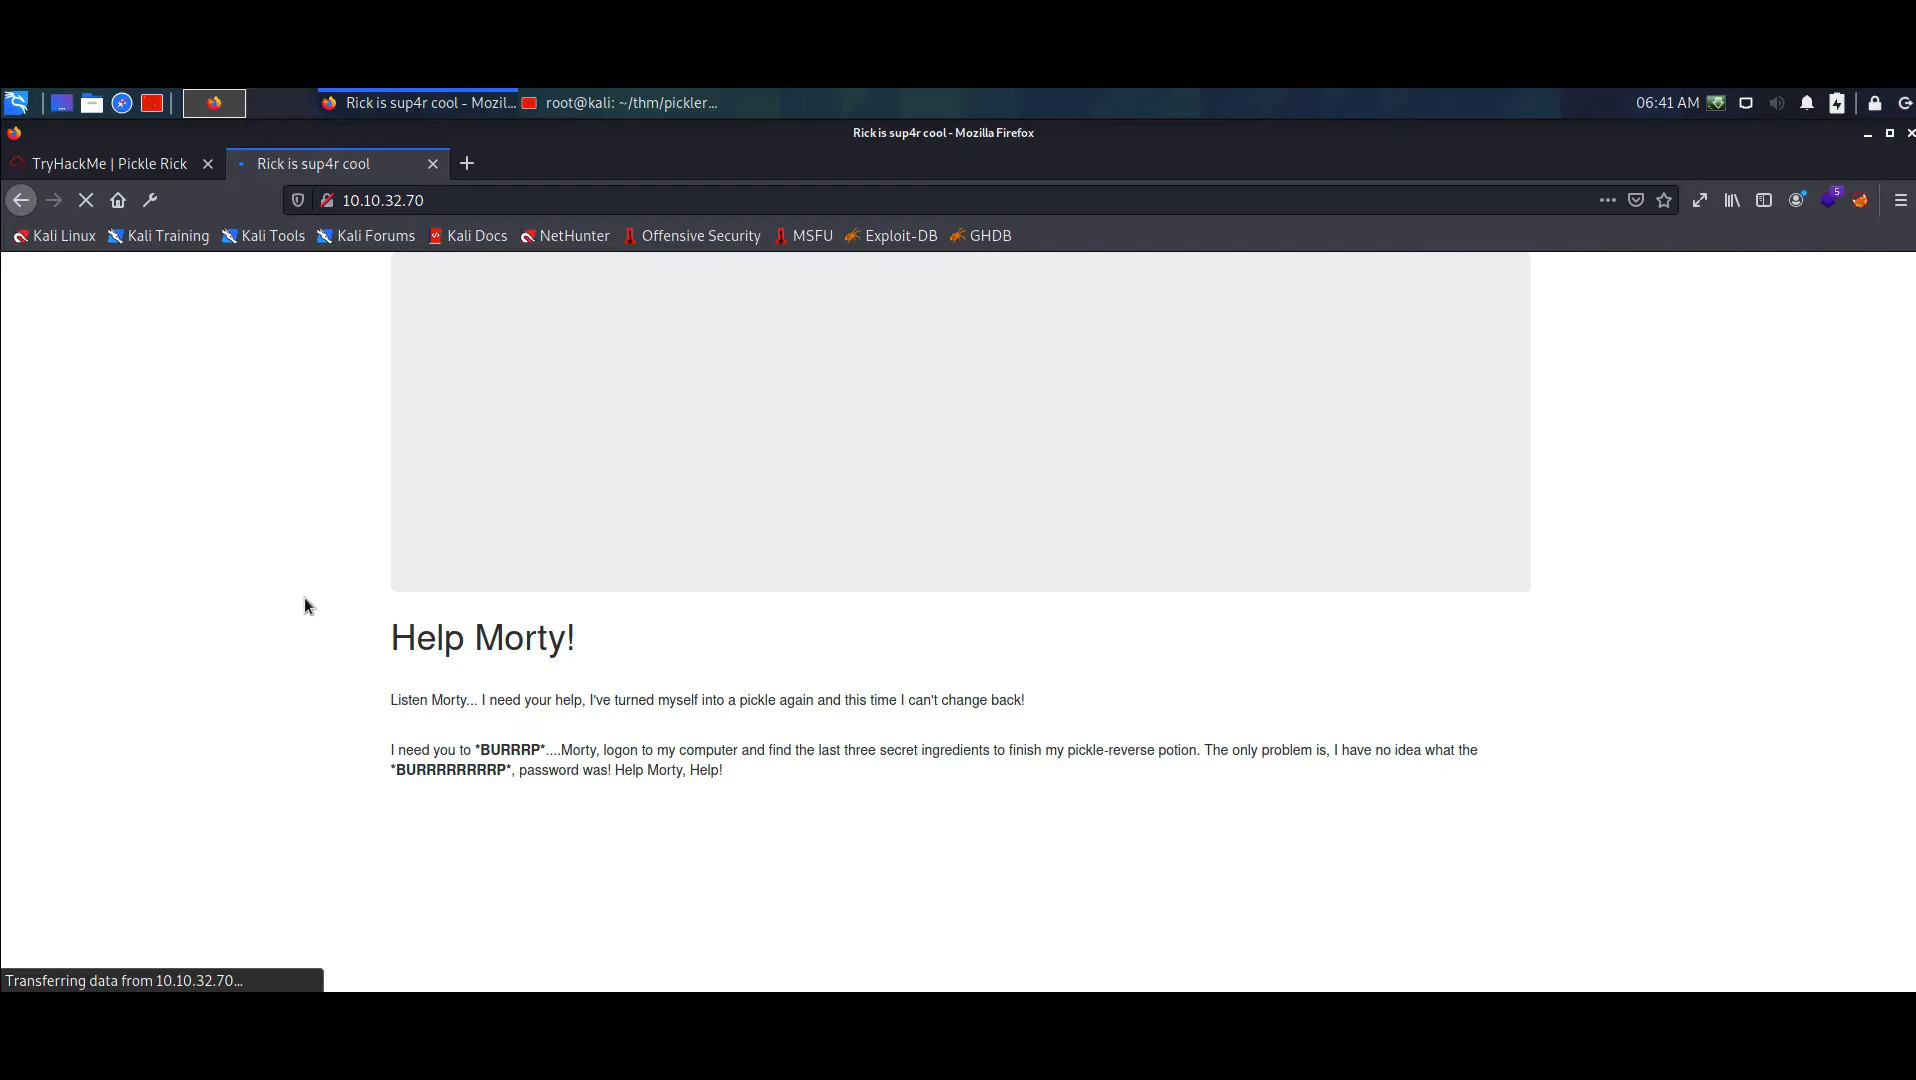 Rick is sup4r cool - Mozil... root@kali: ~/thm/pickler... 06:41 AM
Rick is sup4r cool - Mozilla Firefox
TryHackMe | Pickle Rick Rick is sup4r cool
10.10.32.70 5
Kali Linux Kali Training Kali Tools Kali Forums Kali Docs NetHunter Offensive Security MSFU Exploit-DB GHDB
Help Morty!
Listen Morty... I need your help, I've turned myself into a pickle again and this time I can't change back!
I need you to *BURRRP*....Morty, logon to my computer and find the last three secret ingredients to finish my pickle-reverse potion. The only problem is, I have no idea what the
*BURRRRRRRRP*, password was! Help Morty, Help!
Transferring data from 10.10.32.70...